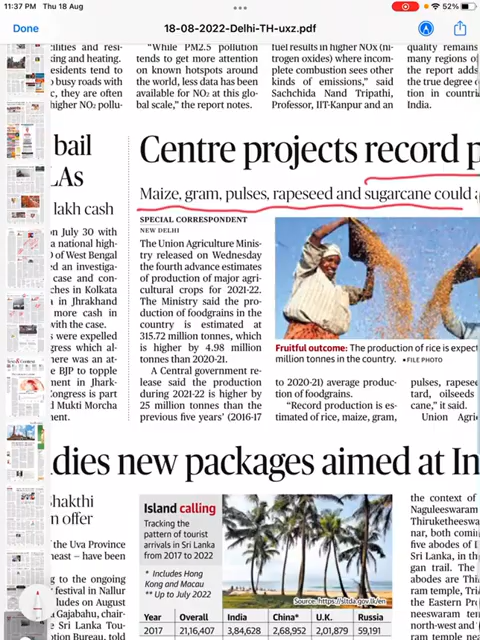 11:37 PM Thu 18 Aug
52%
Done
18-08-2022-Delhi-TH-uxz.pdf
king and heating.
esidents tend to
busy roads with
c, they are often
higher NO₂ pollu-
"While PM2.5 pollution
tends to get more attention
on known hotspots around
the world, less data has been
available for NO₂ at this glo-
bal scale," the report notes.
fuel results in higher NOx (ni-
trogen oxides) where incom-
plete combustion sees other
kinds of emissions," said
Sachchida Nand Tripathi,
Professor, IIT-Kanpur and an
quality remains
many regions o
the report adds
the true degree o
tion in countri
India.
bail
LAs
lakh cash
n July 30 with
a national high-
of West Bengal
ed an investiga-
case and con-
ches in Kolkata
in Jhrakhand
more cash in
with the case.
s were expelled
gress which al-
here was an at-
e BJP to topple
ment in Jhark-
Congress is part
d Mukti Morcha
ment.
Centre projects record p
Maize, gram, pulses, rapeseed and sugarcane could a
SPECIAL CORRESPONDENT
NEW DELHI
The Union Agriculture Minis-
try released on Wednesday
the fourth advance estimates
of production of major agri-
cultural crops for 2021-22.
The Ministry said the pro-
duction of foodgrains in the
country is estimated at
315.72 million tonnes, which
is higher by 4.98 million
tonnes than 2020-21.
A Central government re-
lease said the production
during 2021-22 is higher by
25 million tonnes than the
previous five years' (2016-17
Fruitful outcome: The production of rice is expect
million tonnes in the country. •FILE PHOTO
to 2020-21) average produc-
tion of foodgrains.
"Record production is es-
timated of rice, maize, gram,
pulses, rapesee
tard, oilseeds
cane," it said.
Union Agri
dies new packages aimed at In
shakthi
n offer
f the Uva Province
east – have been
g to the ongoing
festival in Nallur
ludes on August
Gajabahu, chair-
e Sri Lanka Tou-
otion Bureau, told
Island calling
Tracking the
pattern of tourist
arrivals in Sri Lanka
from 2017 to 2022
* Includes Hong
Kong and Macau
** Up to July 2022
Source: https://sltda.gov.lk/en
Year Overall India China* U.K. Russia
2017 21,16,407 3,84,628 2,68,952 2,01,879 59,191
the context of
Naguleeswaram
Thiruketheeswa
nar, both comin
five abodes of L
Sri Lanka, in th
gan trail. The
abodes are Thi
ram temple, Tri
the Eastern Pr
neeswaram ten
north-west and